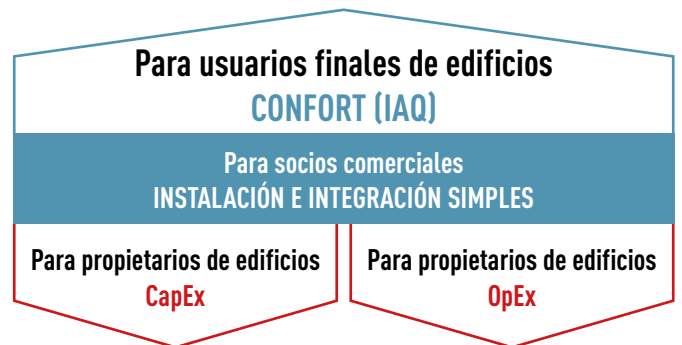 Para usuarios finales de edificios
CONFORT (IAQ)
Para socios comerciales
INSTALACIÓN E INTEGRACIÓN SIMPLES
Para propietarios de edificios
CapEx
Para propietarios de edificios
OpEx